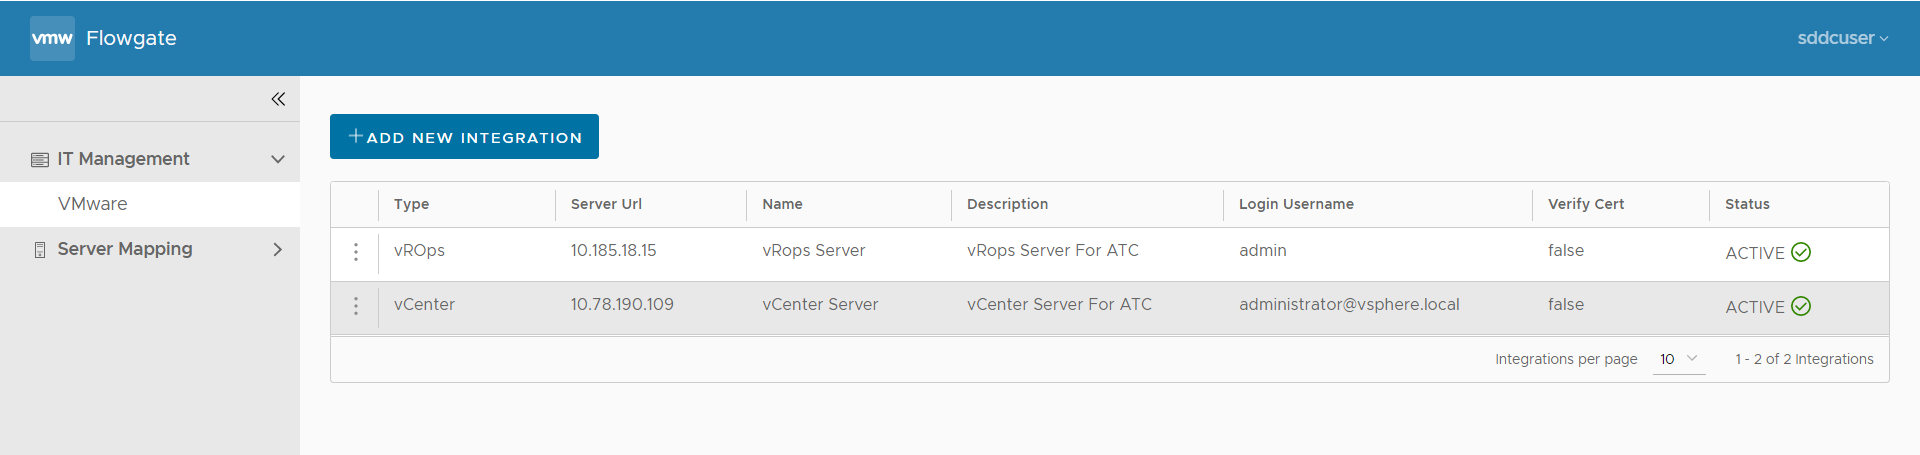 vmw Flowgate sddcuser
IT Management
VMware
Server Mapping
ADD NEW INTEGRATION
Type Server Url Name Description Login Username Verify Cert Status
vROps 10.185.18.15 vRops Server vRops Server For ATC admin false ACTIVE
vCenter 10.78.190.109 vCenter Server vCenter Server For ATC administrator@vsphere.local false ACTIVE
Integrations per page 10 1 - 2 of 2 Integrations